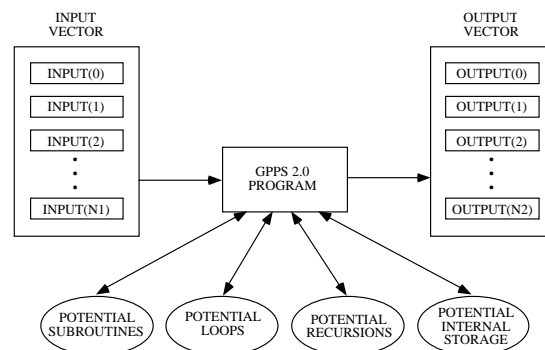 INPUT
VECTOR
INPUT(0)
INPUT(1)
INPUT(2)
INPUT(N1)
GPPS 2.0
PROGRAM
OUTPUT
VECTOR
OUTPUT(0)
OUTPUT(1)
OUTPUT(2)
OUTPUT(N2)
POTENTIAL
SUBROUTINES
POTENTIAL
LOOPS
POTENTIAL
RECURSIONS
POTENTIAL
INTERNAL
STORAGE